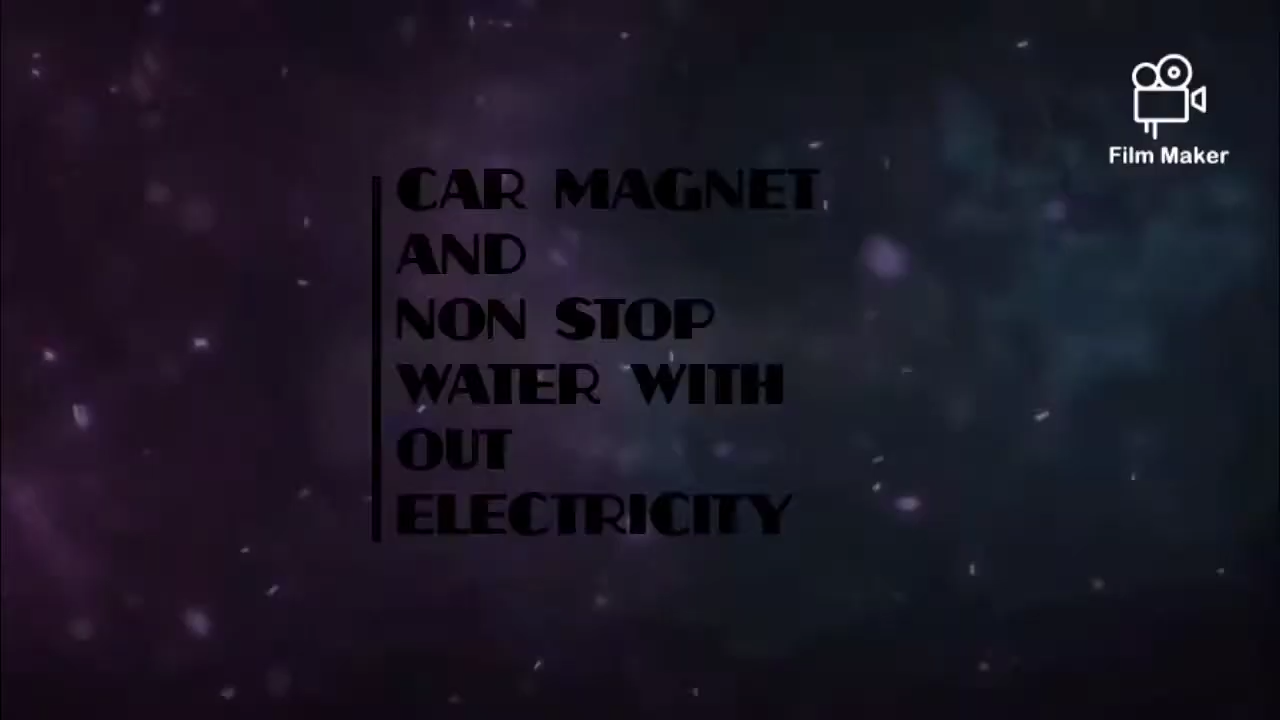 Film Maker
CAR MAGNET
AND
NON STOP
WATER WITH
OUT
ELECTRICITY